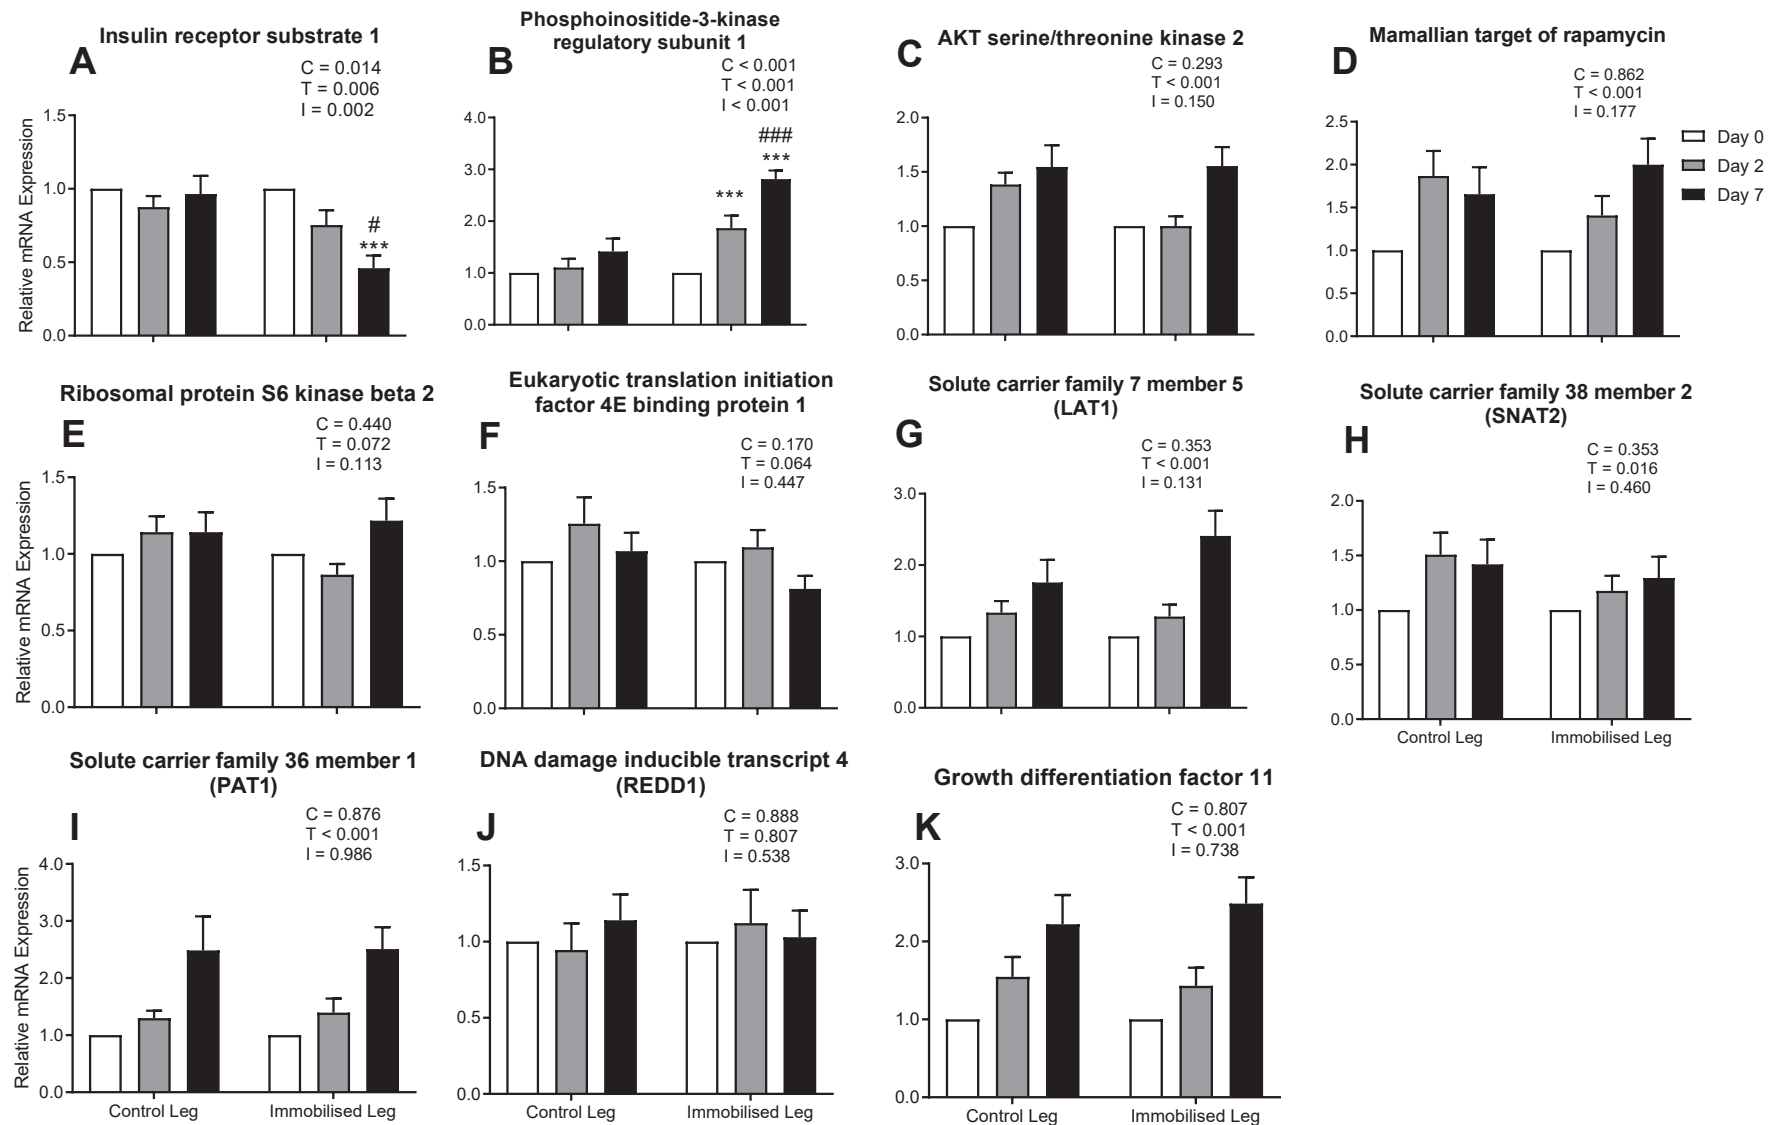 A
Insulin receptor substrate 1
C = 0.014
T = 0.006
I = 0.002
Relative mRNA Expression
1.5
1.0
0.5
0.0
#
***
B
Phosphoinositide-3-kinase
regulatory subunit 1
C < 0.001
T < 0.001
I < 0.001
4.0
3.0
2.0
1.0
0.0
***
###
***
C
AKT serine/threonine kinase 2
C = 0.293
T < 0.001
I = 0.150
2.0
1.5
1.0
0.5
0.0
D
Mamallian target of rapamycin
C = 0.862
T < 0.001
I = 0.177
2.5
2.0
1.5
1.0
0.5
0.0
Day 0
Day 2
Day 7
E
Ribosomal protein S6 kinase beta 2
C = 0.440
T = 0.072
I = 0.113
Relative mRNA Expression
1.5
1.0
0.5
0.0
F
Eukaryotic translation initiation
factor 4E binding protein 1
C = 0.170
T = 0.064
I = 0.447
1.5
1.0
0.5
0.0
G
Solute carrier family 7 member 5
(LAT1)
C = 0.353
T < 0.001
I = 0.131
3.0
2.0
1.0
0.0
H
Solute carrier family 38 member 2
(SNAT2)
C = 0.353
T = 0.016
I = 0.460
2.0
1.5
1.0
0.5
0.0
Control Leg
Immobilised Leg
I
Solute carrier family 36 member 1
(PAT1)
C = 0.876
T < 0.001
I = 0.986
Relative mRNA Expression
4.0
3.0
2.0
1.0
0.0
Control Leg
Immobilised Leg
J
DNA damage inducible transcript 4
(REDD1)
C = 0.888
T = 0.807
I = 0.538
1.5
1.0
0.5
0.0
Control Leg
Immobilised Leg
K
Growth differentiation factor 11
C = 0.807
T < 0.001
I = 0.738
3.0
2.0
1.0
0.0
Control Leg
Immobilised Leg